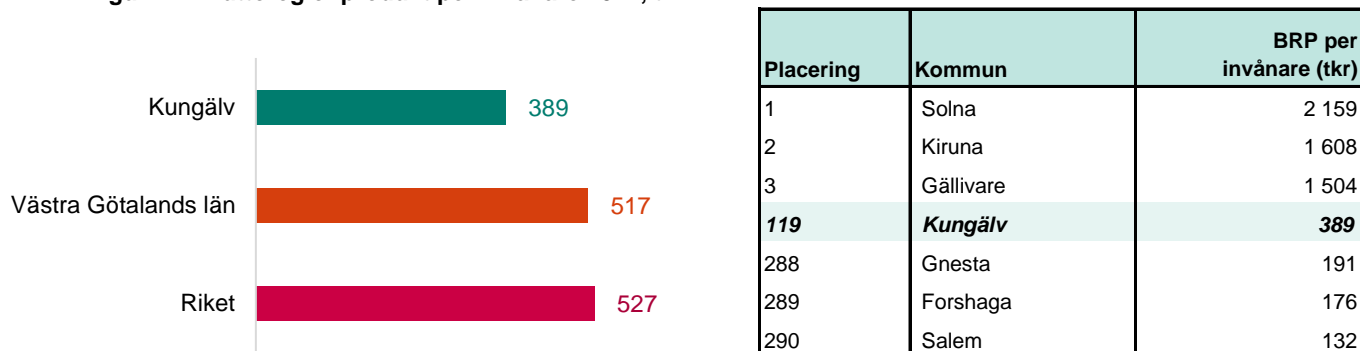 Kungälv 389
Västra Götalands län 517
Riket 527
Placering Kommun BRP per invånare (tkr)
1 Solna 2 159
2 Kiruna 1 608
3 Gällivare 1 504
119 Kungälv 389
288 Gnesta 191
289 Forshaga 176
290 Salem 132